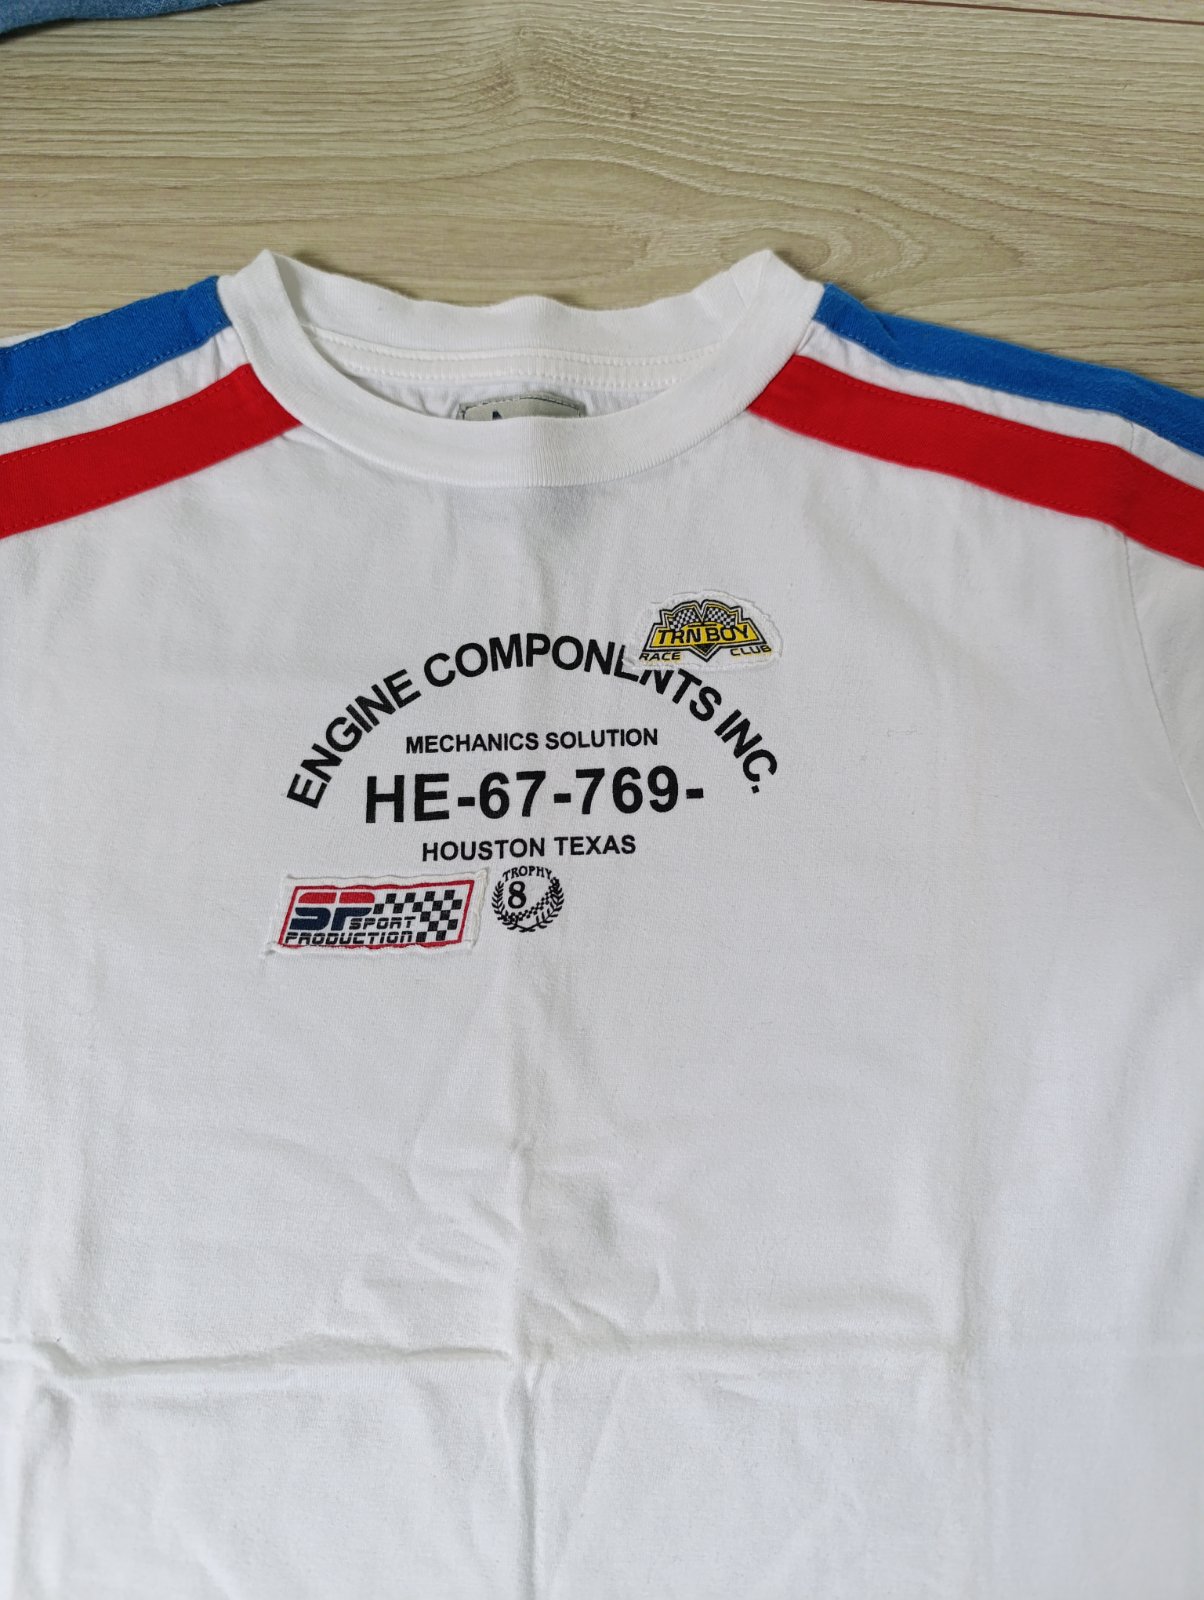 TRN BOY
RACE CLUB
ENGINE COMPONENTS INC.
MECHANICS SOLUTION
HE-67-769-
HOUSTON TEXAS
SP SPORT
PRODUCTION
TROPHY
8